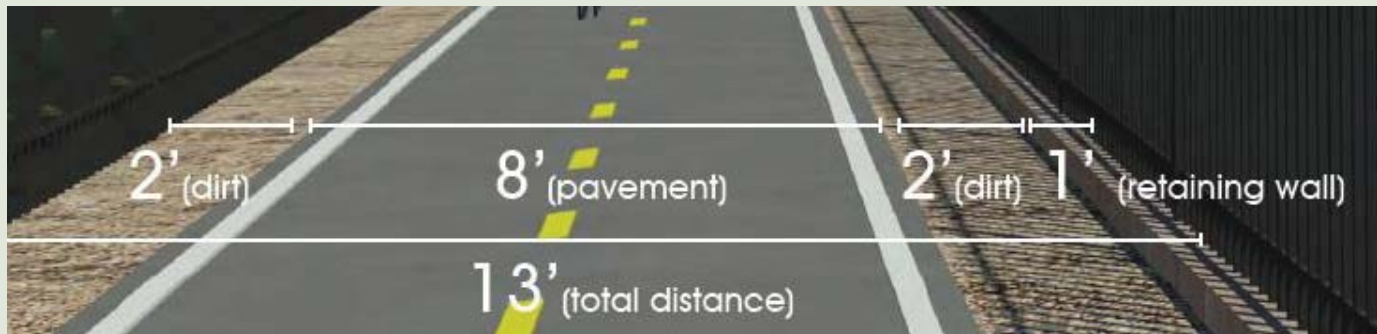 2’(dirt) 8’(pavement) 2’(dirt) 1’ (retaining wall)
13’(total distance)